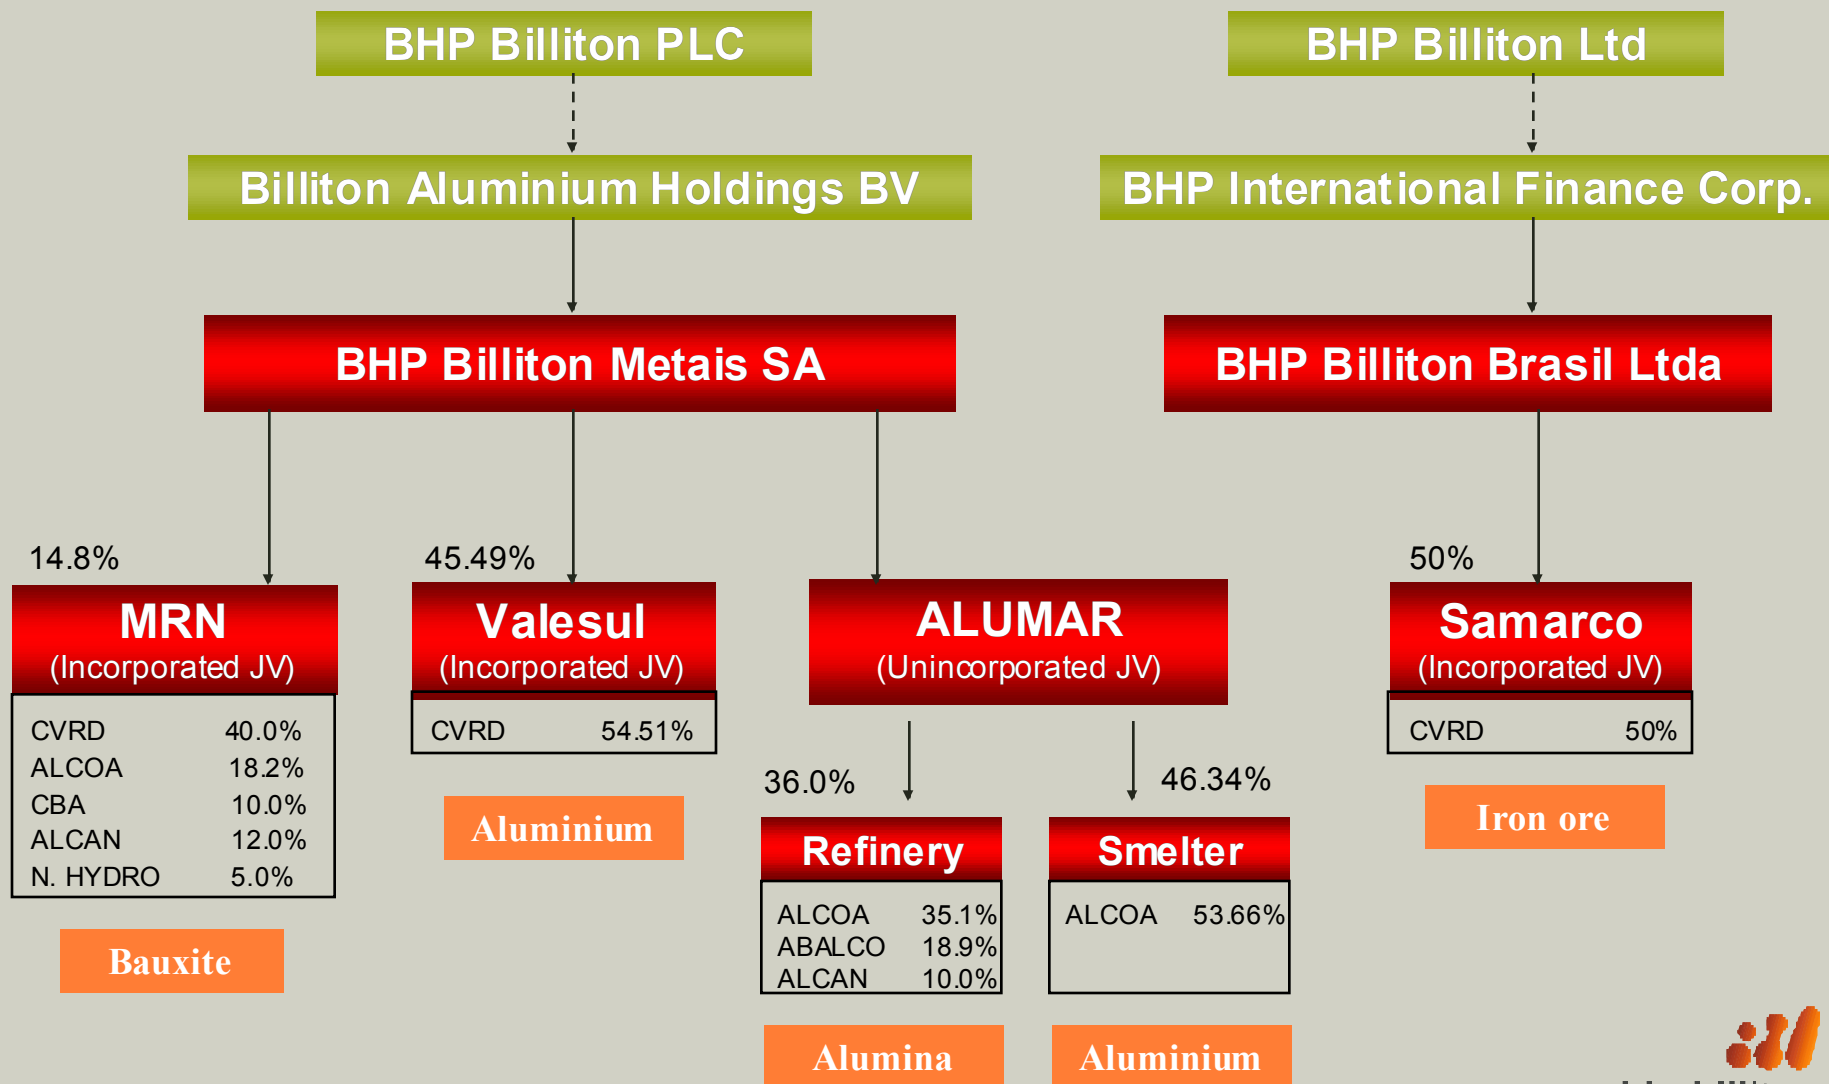 BHP Billiton PLC
BHP Billiton Ltd
Billiton Aluminium Holdings BV
BHP International Finance Corp.
BHP Billiton Metais SA
BHP Billiton Brasil Ltda
14.8%
45.49%
50%
MRN
(Incorporated JV)
Valesul
(Incorporated JV)
ALUMAR
(Unincorporated JV)
Samarco
(Incorporated JV)
CVRD 40.0%
ALCOA 18.2%
CBA 10.0%
ALCAN 12.0%
N. HYDRO 5.0%
CVRD 54.51%
CVRD 50%
36.0%
46.34%
Bauxite
Aluminium
Iron ore
Refinery
Smelter
ALCOA 35.1%
ABALCO 18.9%
ALCAN 10.0%
ALCOA 53.66%
Alumina
Aluminium